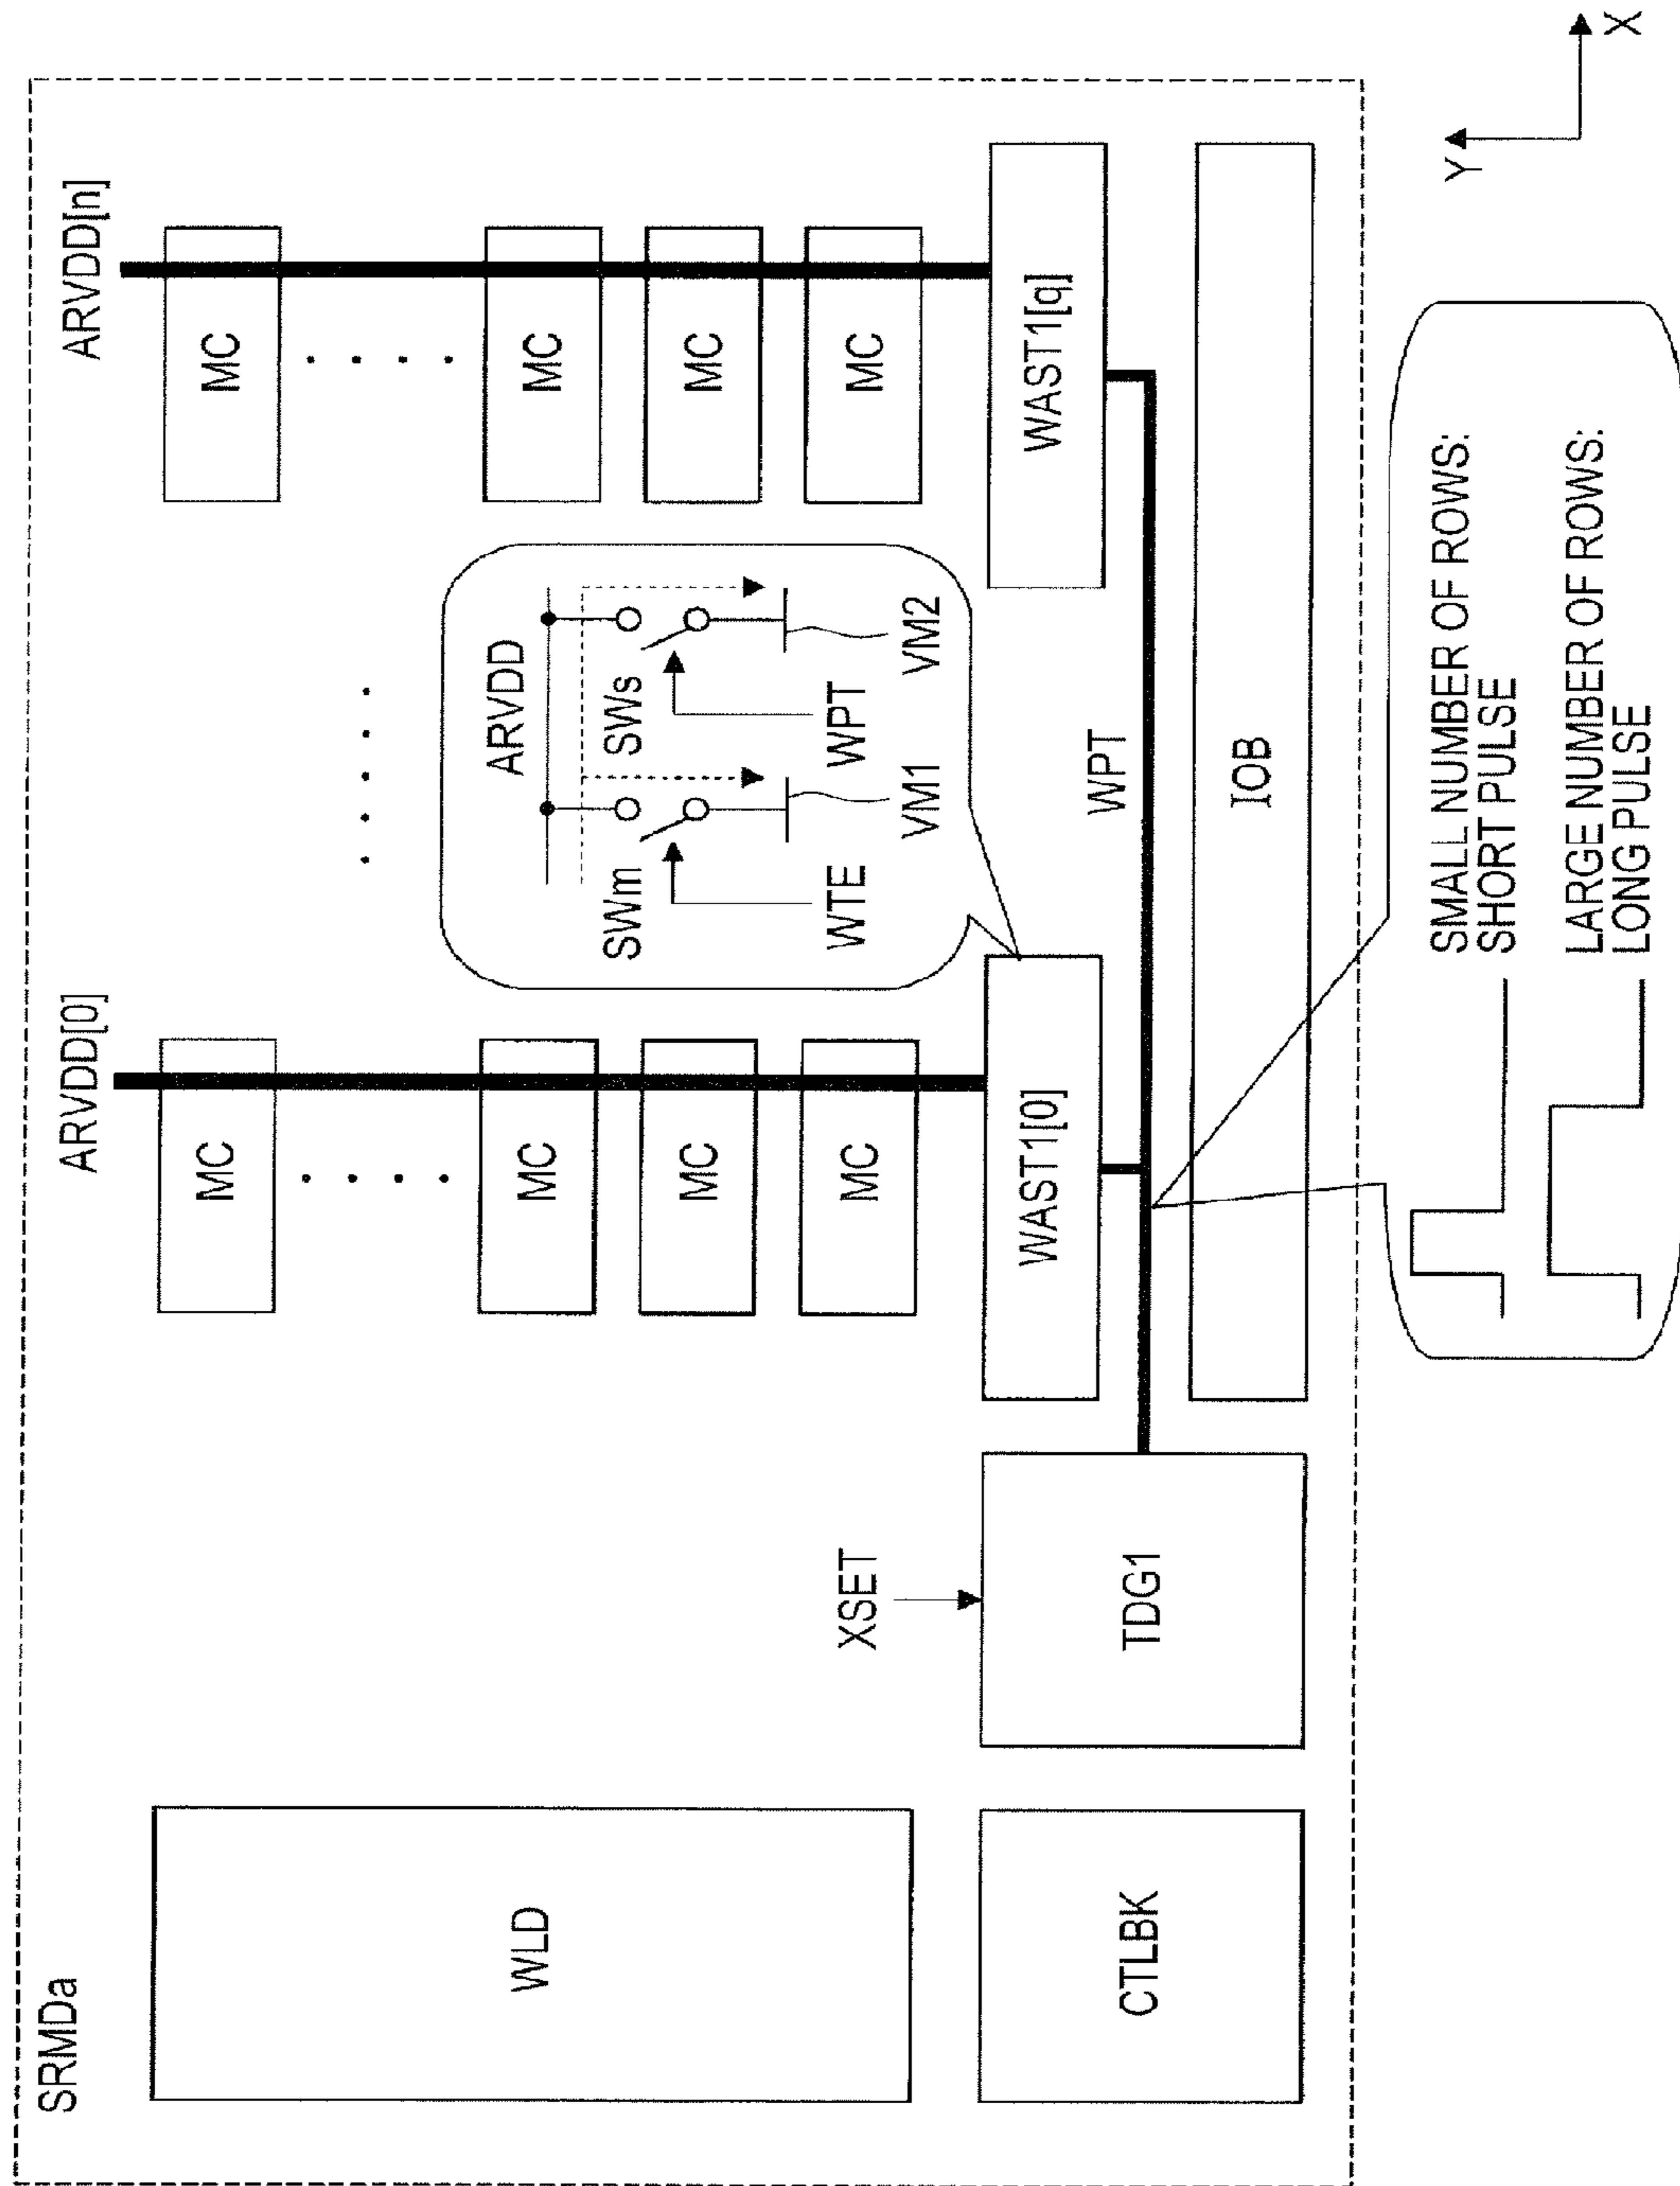 SRMDa
ARVDD[0]
ARVDD[n]
MC
MC
. . . .
. . . .
. . . . .
WLD
MC
MC
MC
MC
MC
MC
ARVDD
SWm
SWs
WTE
WPT
VM1
VM2
XSET
WAST1[0]
WAST1[q]
WPT
CTLBK
TDG1
IOB
Y
X
SMALL NUMBER OF ROWS:
SHORT PULSE
LARGE NUMBER OF ROWS:
LONG PULSE